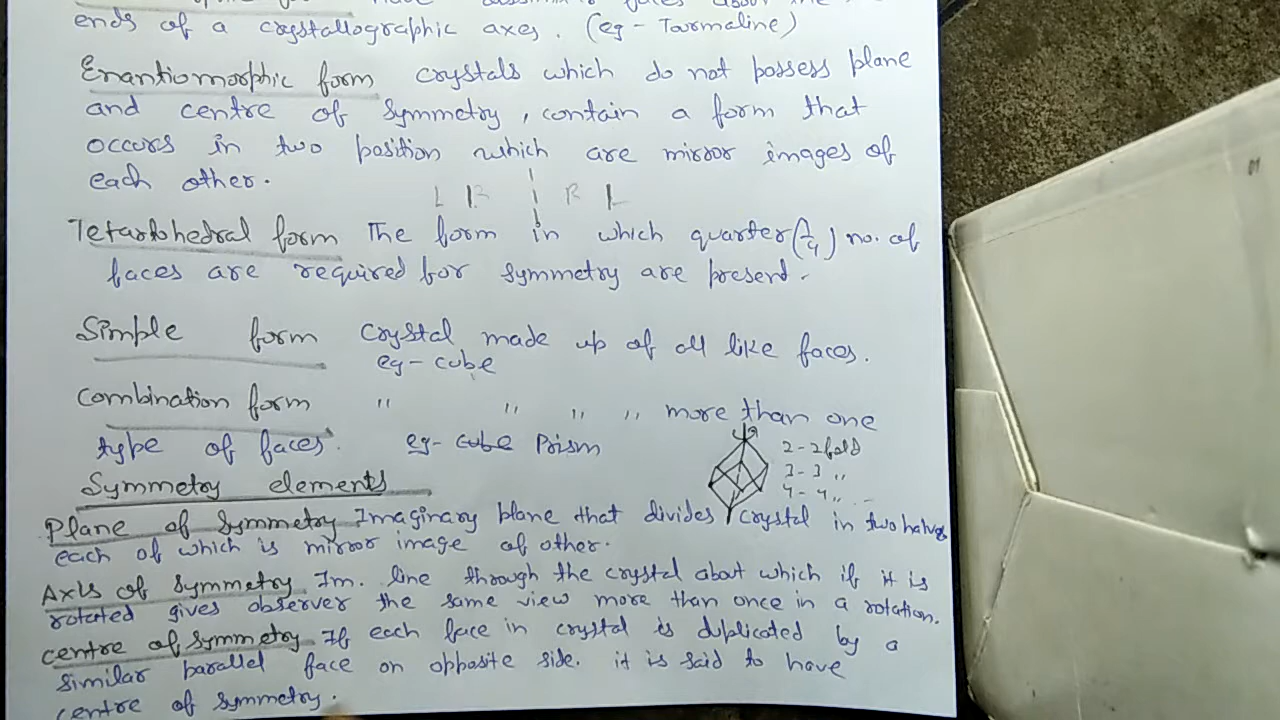 ends of a crystallographic axes. (eg - Tourmaline)
Enantiomorphic form crystals which do not possess plane
and centre of symmetry, contain a form that
occurs in two position which are mirror images of
each other.
L R | R L
Tetartohedral form The form in which quarter (1/4) no. of
faces are required for symmetry are present.
Simple form crystal made up of all like faces.
eg - cube
Combination form " " " " more than one
type of faces. eg - cube Prism
2 - 2 fold
3 - 3 "
4 - 4 "
Symmetry elements
Plane of symmetry Imaginary plane that divides crystal in two halves
each of which is mirror image of other.
Axis of symmetry Im. line through the crystal about which if it is
rotated gives observer the same view more than once in a rotation.
centre of symmetry If each face in crystal is duplicated by a
similar parallel face on opposite side. it is said to have
centre of symmetry.